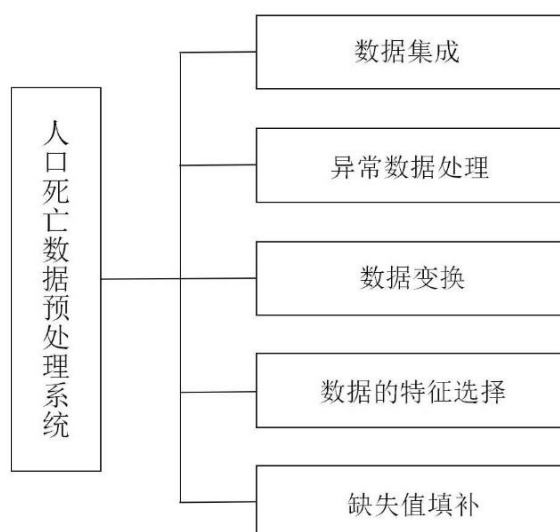 人口死亡数据预处理系统
数据集成
异常数据处理
数据变换
数据的特征选择
缺失值填补